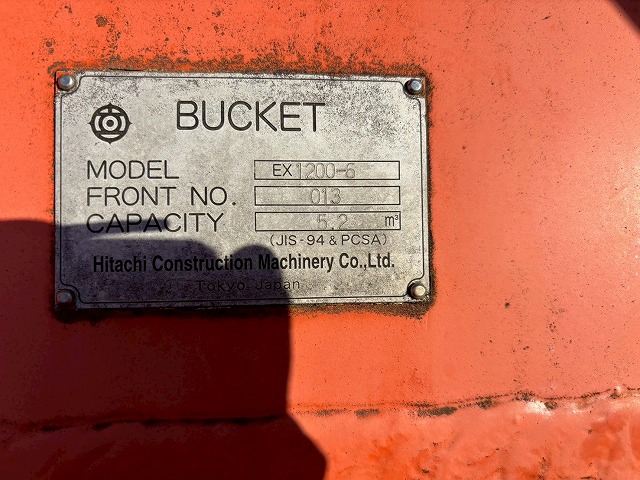 BUCKET
MODEL EX1200-6
FRONT NO. 013
CAPACITY 5.2 m³
(JIS-94 & PCSA)
Hitachi Construction Machinery Co.,Ltd.
Tokyo Japan